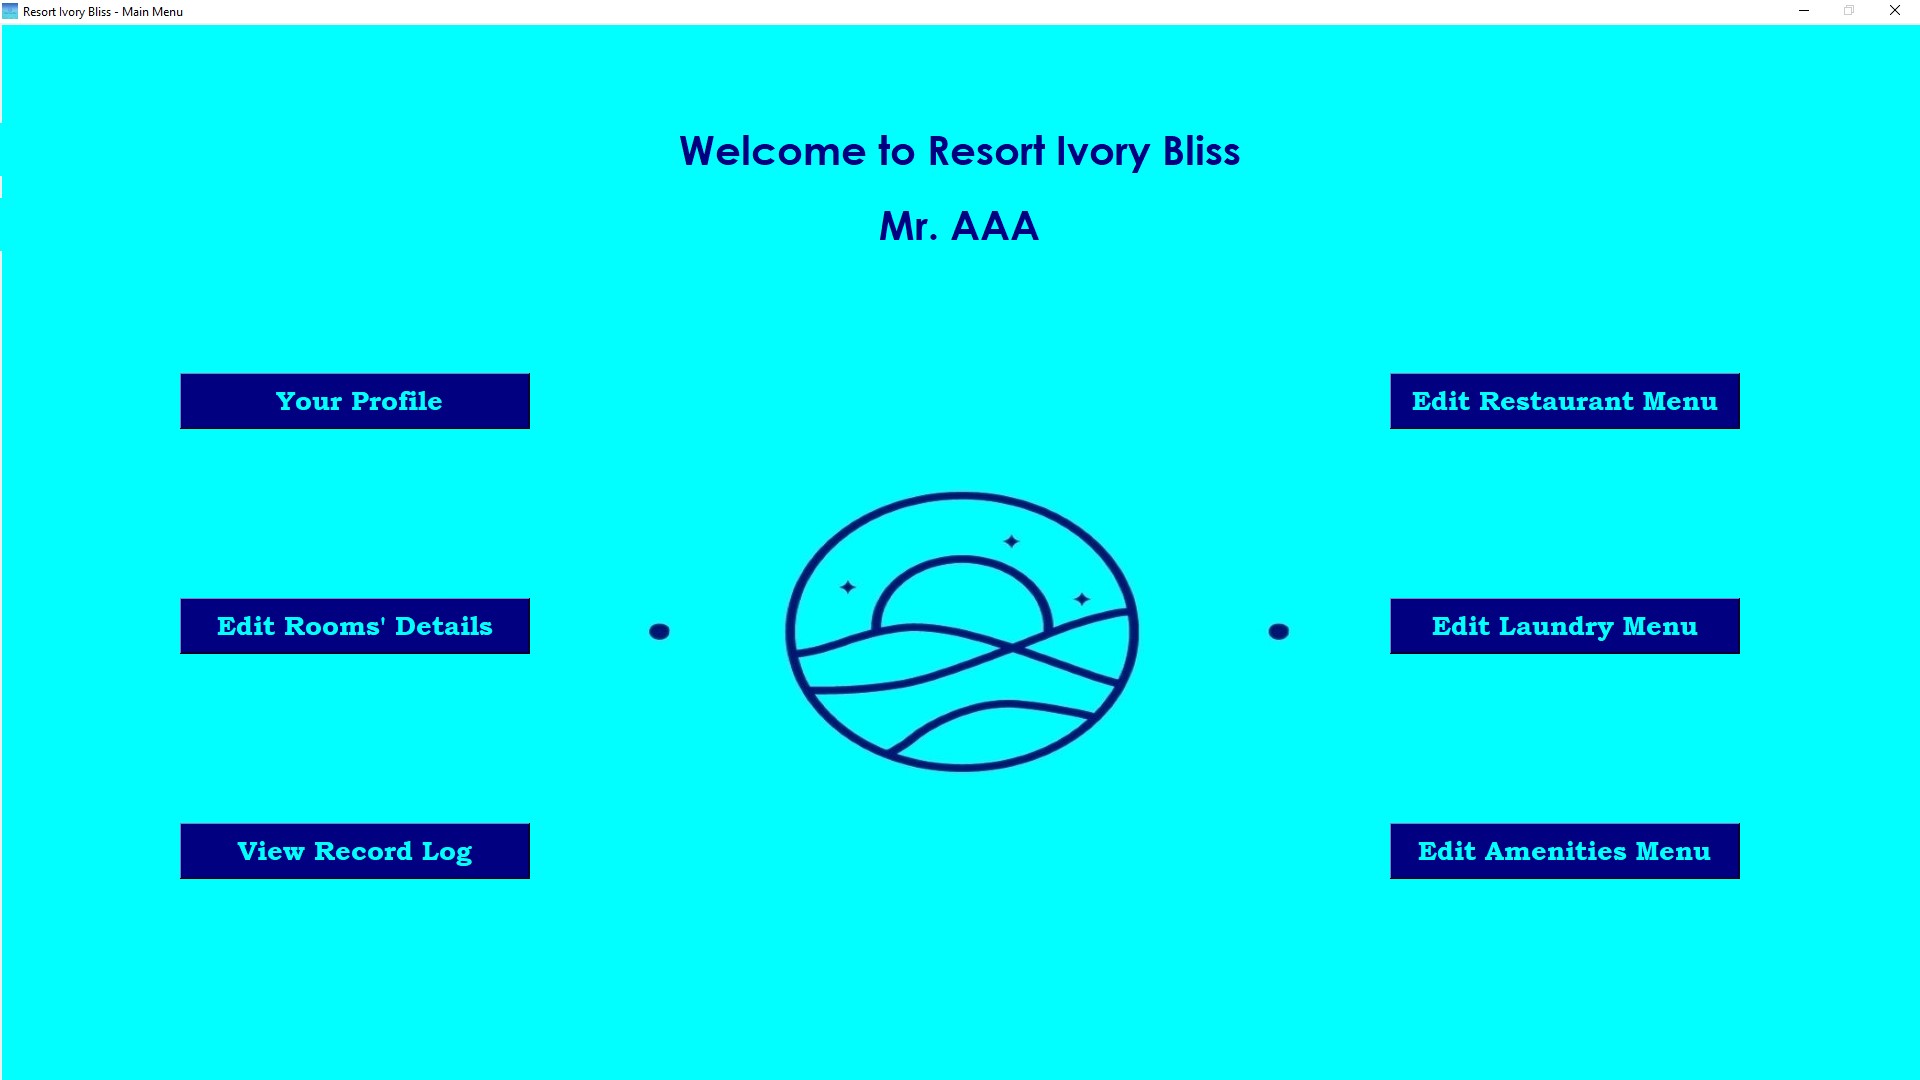 Resort Ivory Bliss - Main Menu
Welcome to Resort Ivory Bliss
Mr. AAA
Your Profile
Edit Restaurant Menu
Edit Rooms' Details
Edit Laundry Menu
View Record Log
Edit Amenities Menu